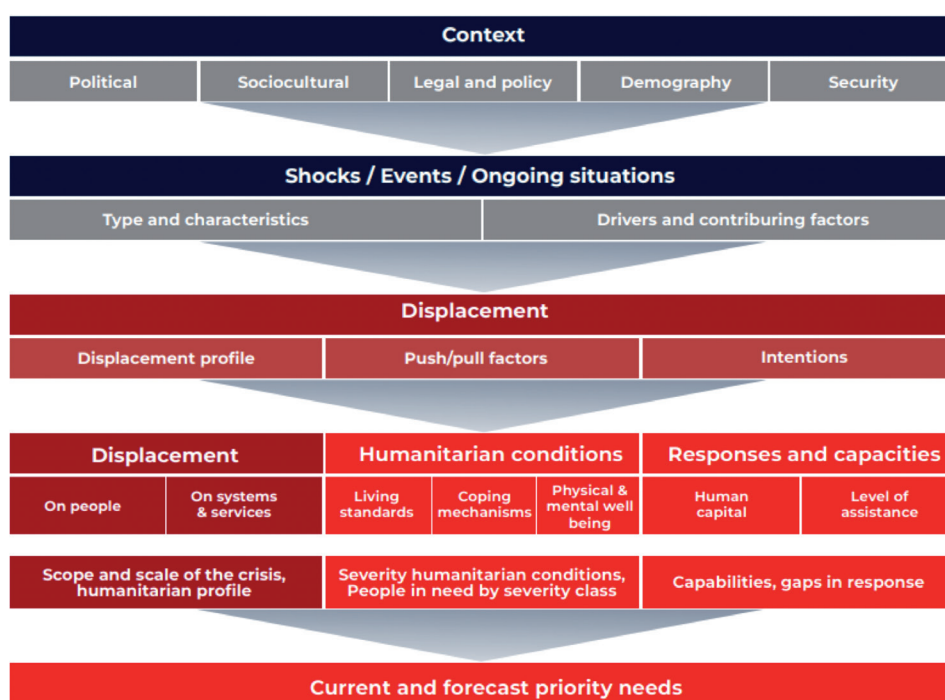 Context
Political
Sociocultural
Legal and policy
Demography
Security
Shocks / Events / Ongoing situations
Type and characteristics
Drivers and contriburing factors
Displacement
Displacement profile
Push/pull factors
Intentions
Displacement
Humanitarian conditions
Responses and capacities
On people
On systems
& services
Living
standards
Coping
mechanisms
Physical &
mental well
being
Human
capital
Level of
assistance
Scope and scale of the crisis,
humanitarian profile
Severity humanitarian conditions,
People in need by severity class
Capabilities, gaps in response
Current and forecast priority needs